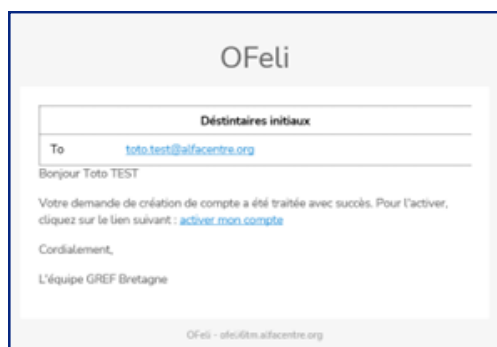 OFeli
Déstintaires initiaux
To toto.test@alfacentre.org
Bonjour Toto TEST
Votre demande de création de compte a été traitée avec succès. Pour l'activer,
cliquez sur le lien suivant : activer mon compte
Cordialement,
L'équipe GREF Bretagne
OFeli - ofeli@tm.alfacentre.org